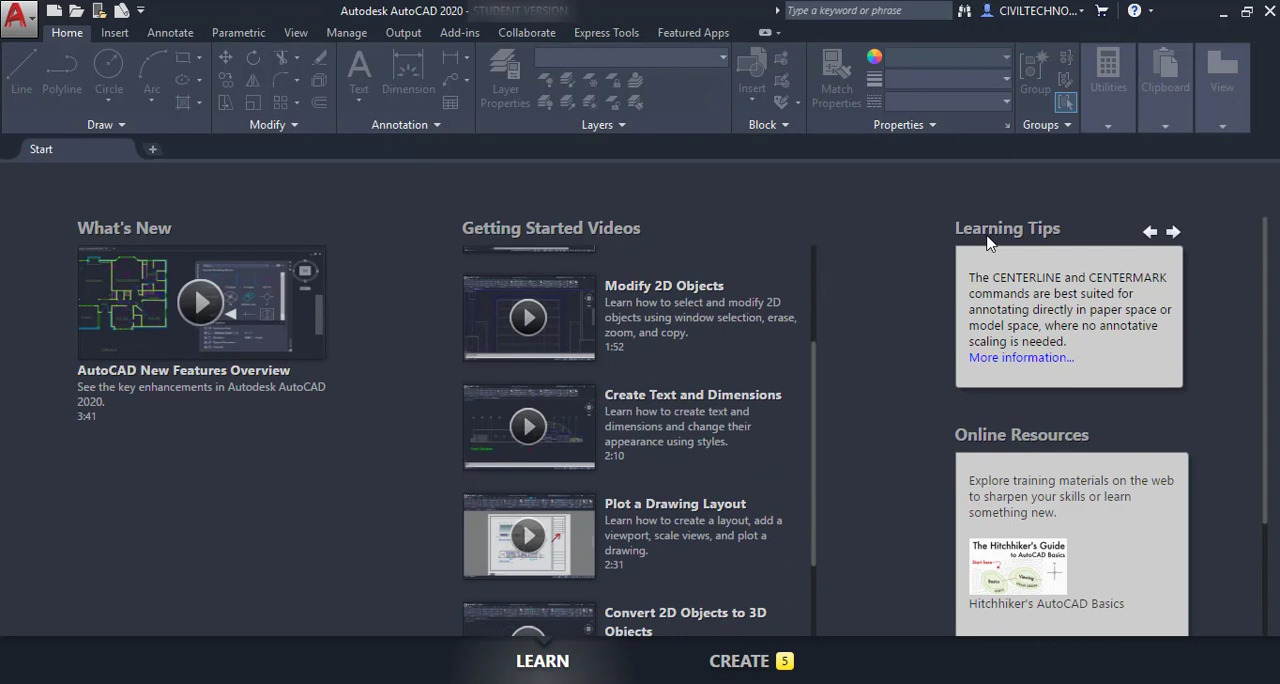 Autodesk AutoCAD 2020 - STUDENT VERSION
Type a keyword or phrase
CIVILTECHNO...
Home Insert Annotate Parametric View Manage Output Add-ins Collaborate Express Tools Featured Apps
Line Polyline Circle Arc
Text Dimension
Layer
Properties
Insert
Match
Properties
Group
Utilities
Clipboard
View
Draw Modify Annotation Layers Block Properties Groups
Start
What's New
AutoCAD New Features Overview
See the key enhancements in Autodesk AutoCAD
2020.
3:41
Getting Started Videos
Modify 2D Objects
Learn how to select and modify 2D
objects using window selection, erase,
zoom, and copy.
1:52
Create Text and Dimensions
Learn how to create text and
dimensions and change their
appearance using styles.
2:10
Plot a Drawing Layout
Learn how to create a layout, add a
viewport, scale views, and plot a
drawing.
2:31
Convert 2D Objects to 3D
Objects
Learning Tips
The CENTERLINE and CENTERMARK
commands are best suited for
annotating directly in paper space or
model space, where no annotative
scaling is needed.
More information...
Online Resources
Explore training materials on the web
to sharpen your skills or learn
something new.
The Hitchhiker's Guide
to AutoCAD Basics
Start here
Basics
Viewing
Hitchhiker's AutoCAD Basics
LEARN
CREATE 5